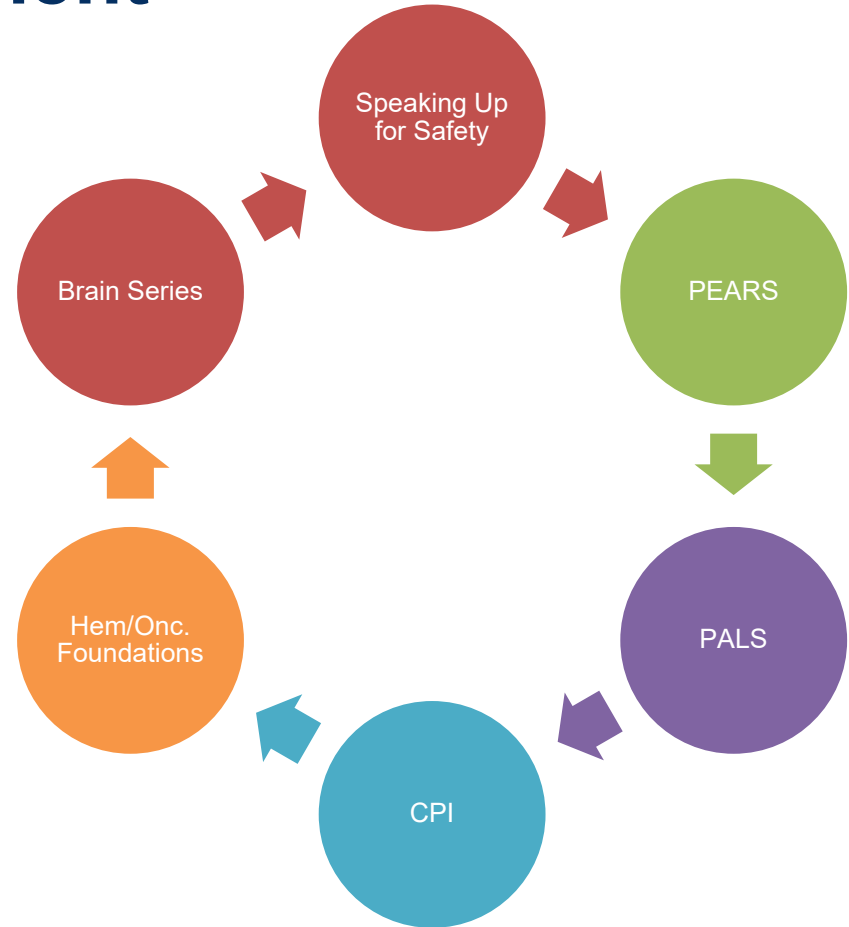 Speaking Up
for Safety
PEARS
PALS
CPI
Hem/Onc.
Foundations
Brain Series